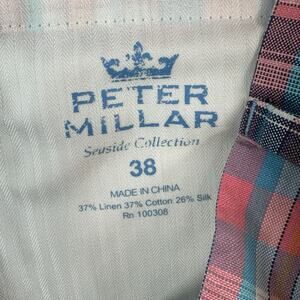 PETER
MILLAR
Seaside Collection
38
MADE IN CHINA
37% Linen 37% Cotton 26% Silk
Rn 100308